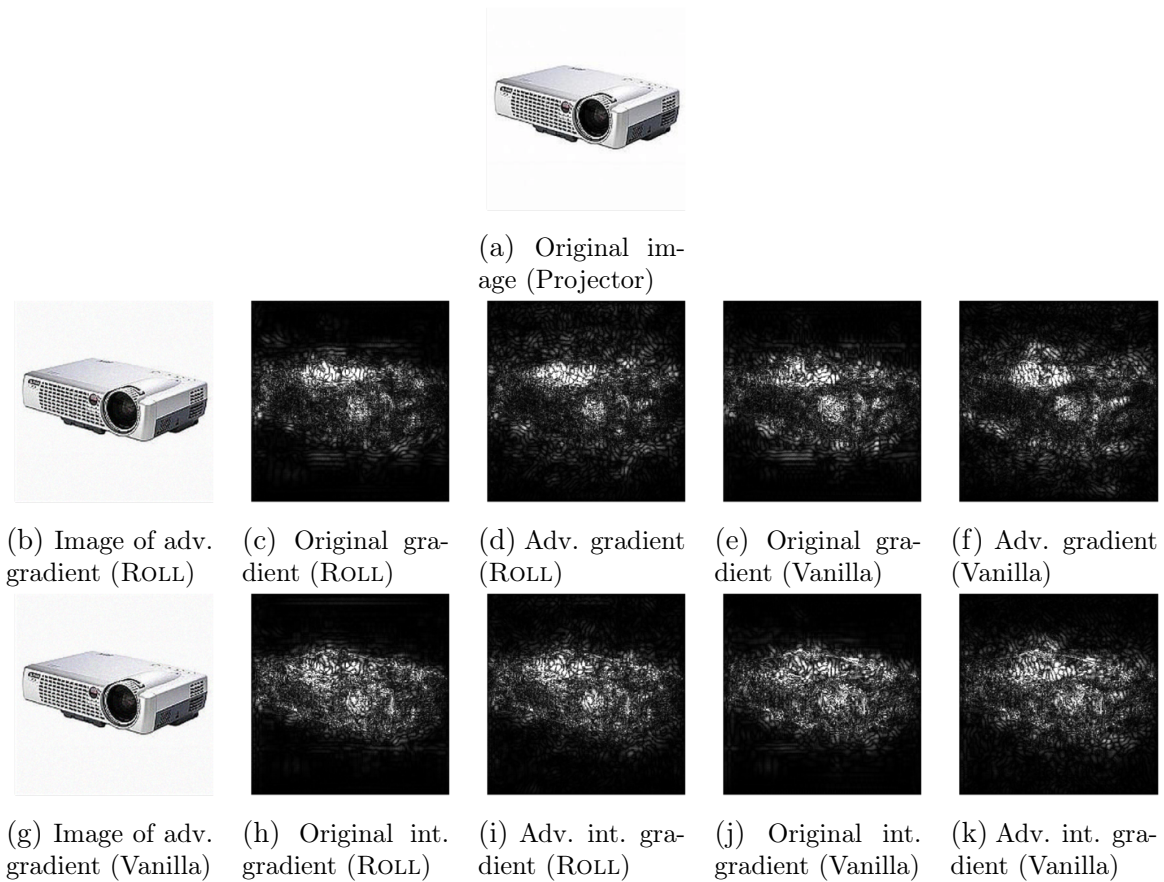 (a) Original im-
age (Projector)
(b) Image of adv.
gradient (ROLL)
(c) Original gra-
dient (ROLL)
(d) Adv. gradient
(ROLL)
(e) Original gra-
dient (Vanilla)
(f) Adv. gradient
(Vanilla)
(g) Image of adv.
gradient (Vanilla)
(h) Original int.
gradient (ROLL)
(i) Adv. int. gra-
dient (ROLL)
(j) Original int.
gradient (Vanilla)
(k) Adv. int. gra-
dient (Vanilla)